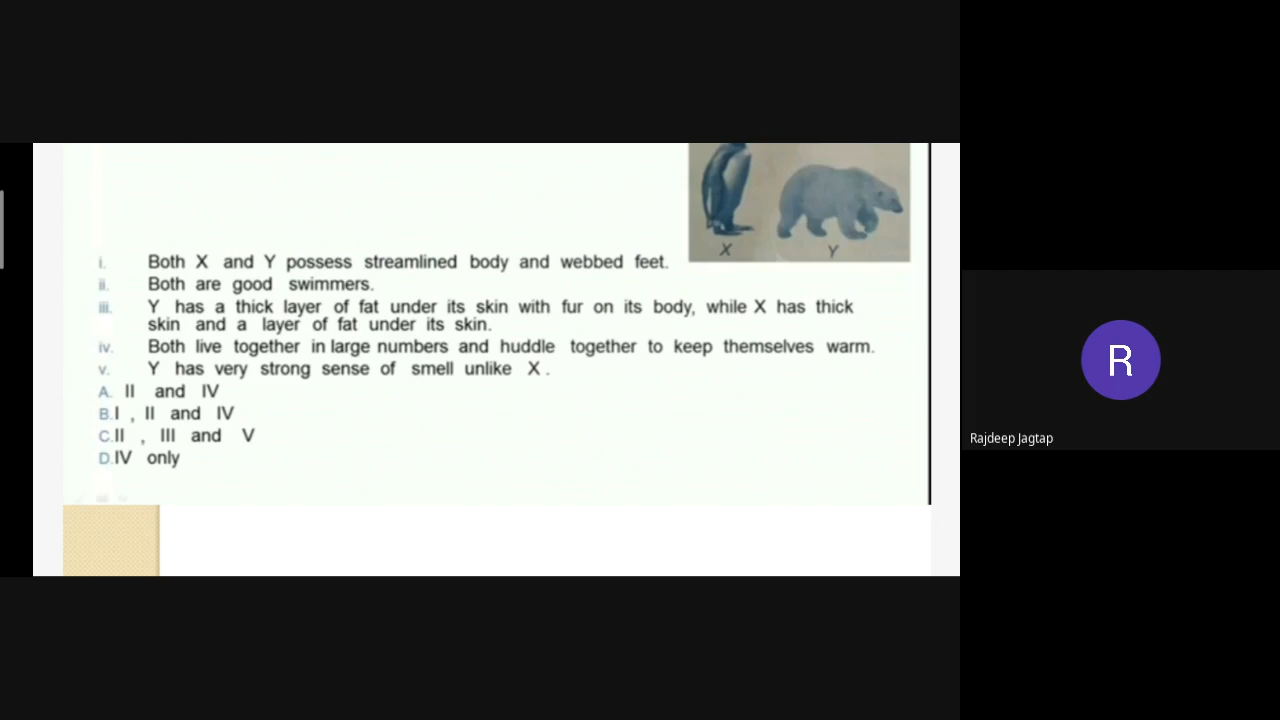 X Y
i. Both X and Y possess streamlined body and webbed feet.
ii. Both are good swimmers.
iii. Y has a thick layer of fat under its skin with fur on its body, while X has thick
skin and a layer of fat under its skin.
iv. Both live together in large numbers and huddle together to keep themselves warm.
v. Y has very strong sense of smell unlike X .
A. II and IV
B.I , II and IV
C.II , III and V
D.IV only
R
Rajdeep Jagtap